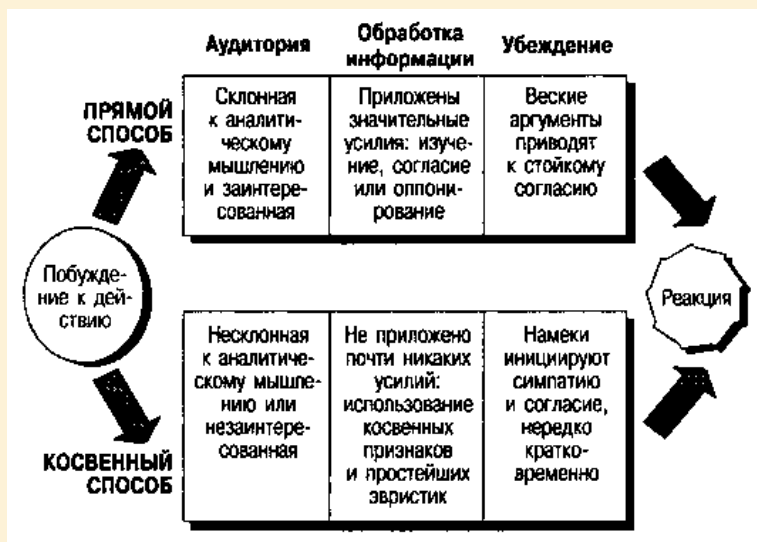 Аудитория
Обработка
информации
Убеждение
ПРЯМОЙ
СПОСОБ
Склонная
к аналити-
ческому
мышлению
и заинтере-
сованная
Приложены
значительные
усилия: изуче-
ние, согласие
или оппони-
рование
Веские
аргументы
приводят
к стойкому
согласию
Побужде-
ние к дей-
ствию
Реакция
КОСВЕННЫЙ
СПОСОБ
Несклонная
к аналитиче-
скому мышле-
нию или
незаинтере-
сованная
Не приложено
почти никаких
усилий:
использование
косвенных
признаков
и простейших
эвристик
Намеки
инициируют
симпатию
и согласие,
нередко
кратко-
временно